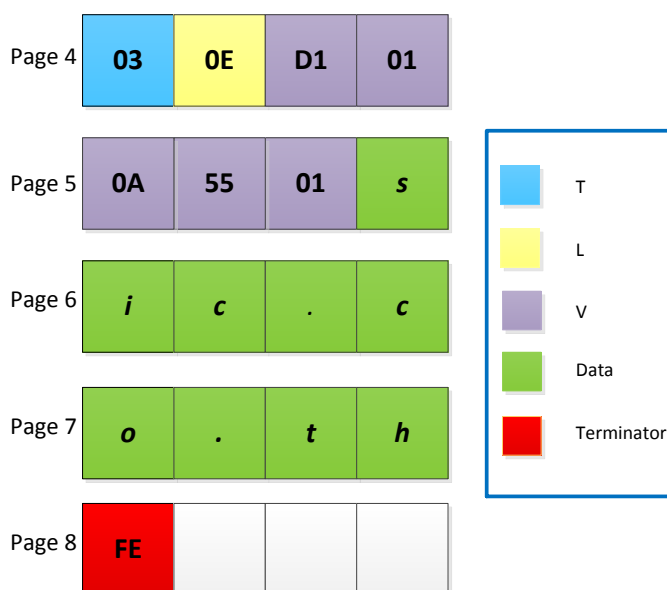 Page 4 03 0E D1 01
Page 5 0A 55 01 s
Page 6 i c . c
Page 7 o . t h
Page 8 FE
T
L
V
Data
Terminator